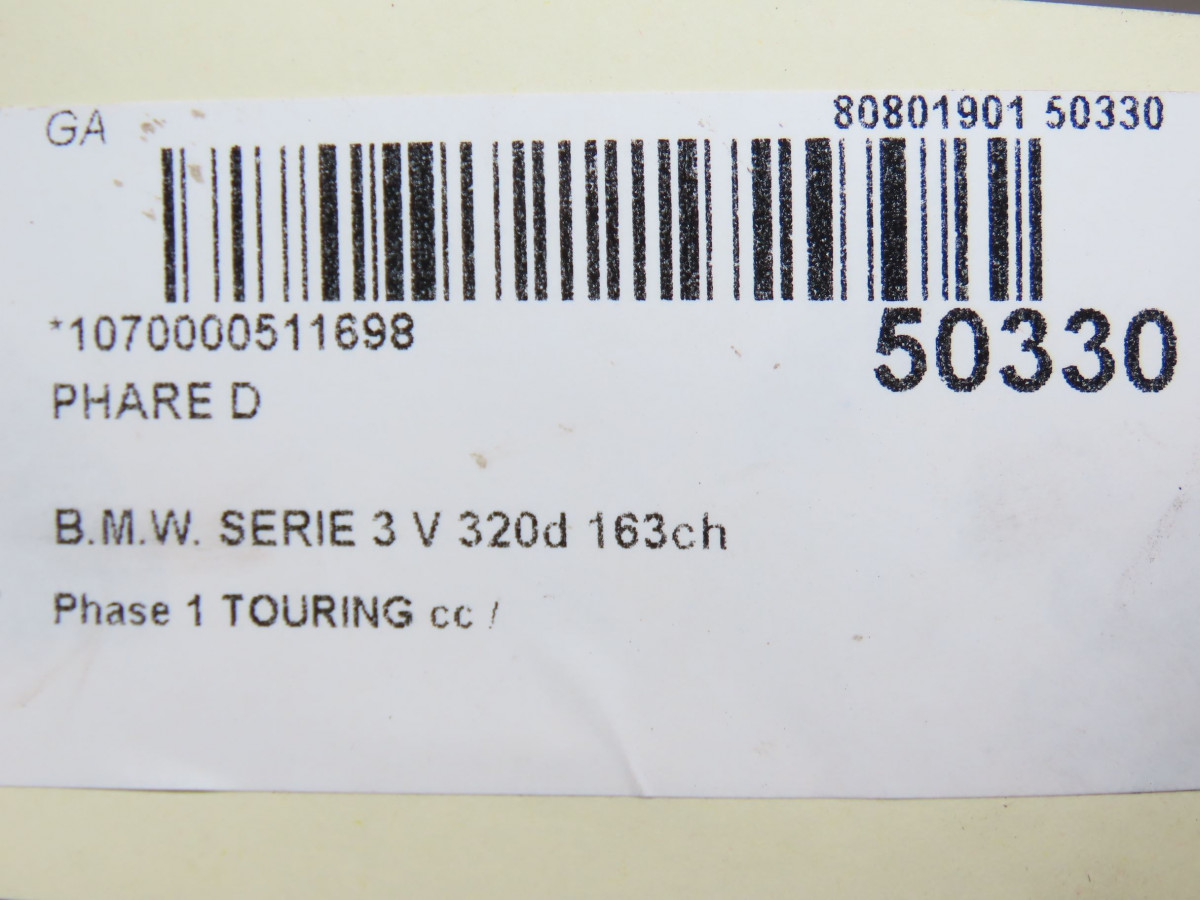 GA
80801901 50330
*1070000511698
50330
PHARE D
B.M.W. SERIE 3 V 320d 163ch
Phase 1 TOURING cc /